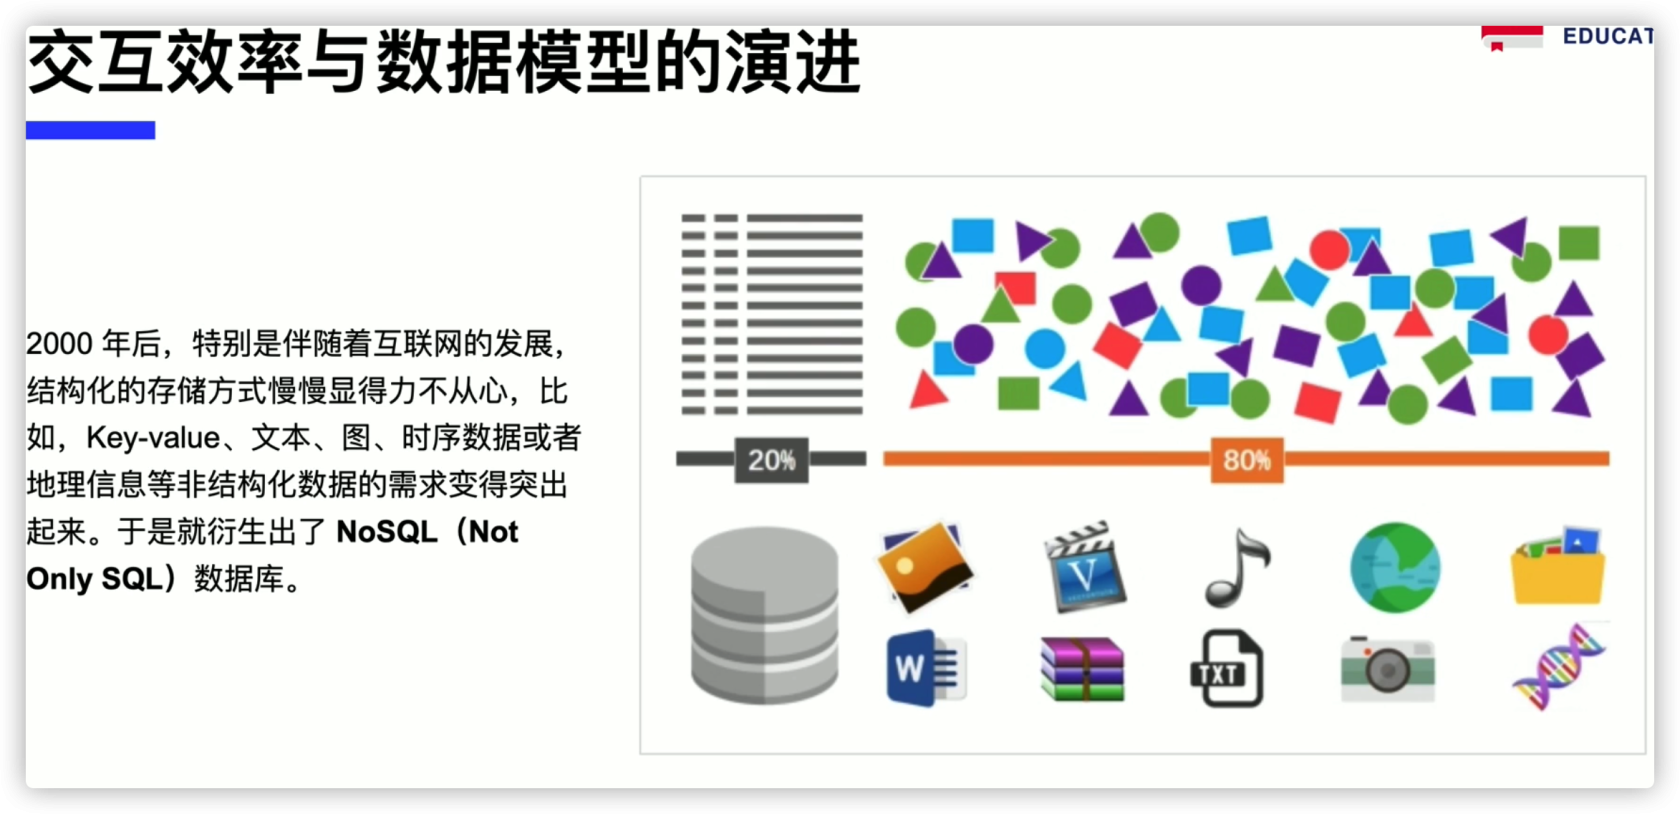 交互效率与数据模型的演进
EDUCAT
2000 年后，特别是伴随着互联网的发展，
结构化的存储方式慢慢显得力不从心，比
如，Key-value、文本、图、时序数据或者
地理信息等非结构化数据的需求变得突出
起来。于是就衍生出了 NoSQL（Not
Only SQL）数据库。
20%
80%
V
W
TXT